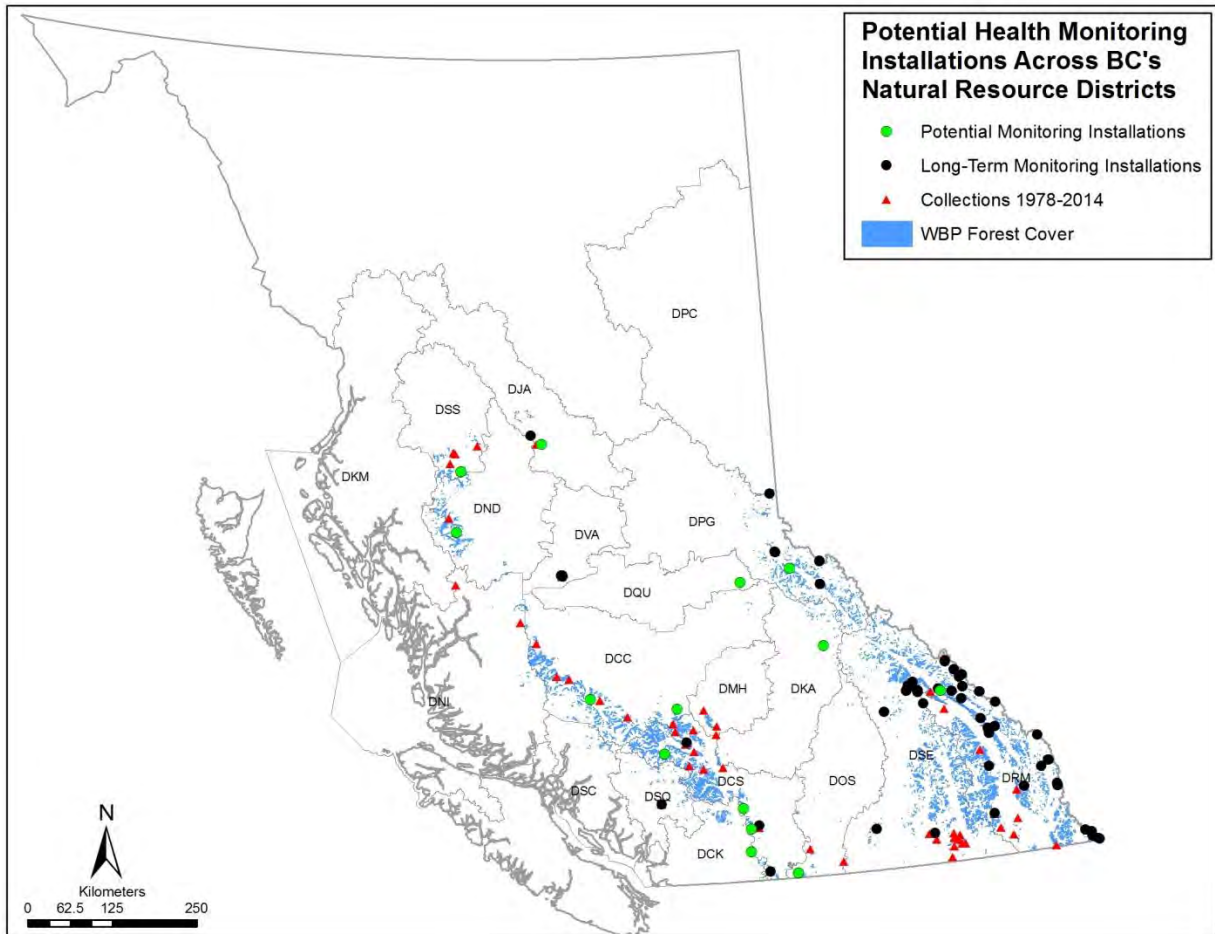 Potential Health Monitoring
Installations Across BC's
Natural Resource Districts
Potential Monitoring Installations
Long-Term Monitoring Installations
Collections 1978-2014
WBP Forest Cover
DPC
DJA
DSS
DKM
DND
DVA
DPG
DQU
DCC
DMH
DKA
DNI
DSE
DRM
DOS
DCS
DSC
DSQ
DCK
N
Kilometers
0 62.5 125 250